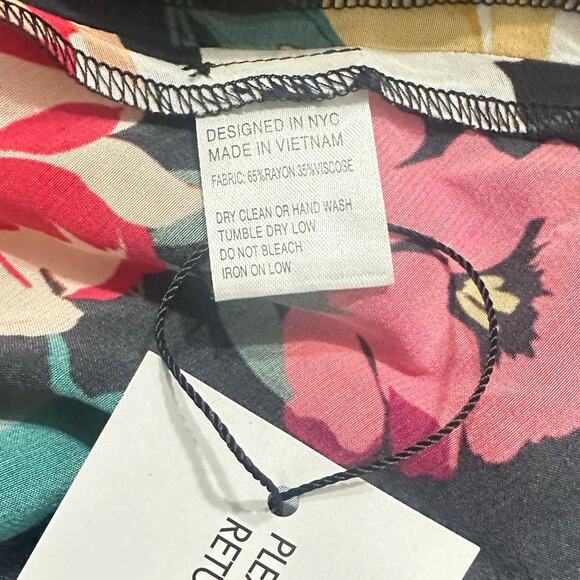 DESIGNED IN NYC
MADE IN VIETNAM
FABRIC: 65%RAYON 35%VISCOSE
DRY CLEAN OR HAND WASH
TUMBLE DRY LOW
DO NOT BLEACH
IRON ON LOW
PLE
RETU